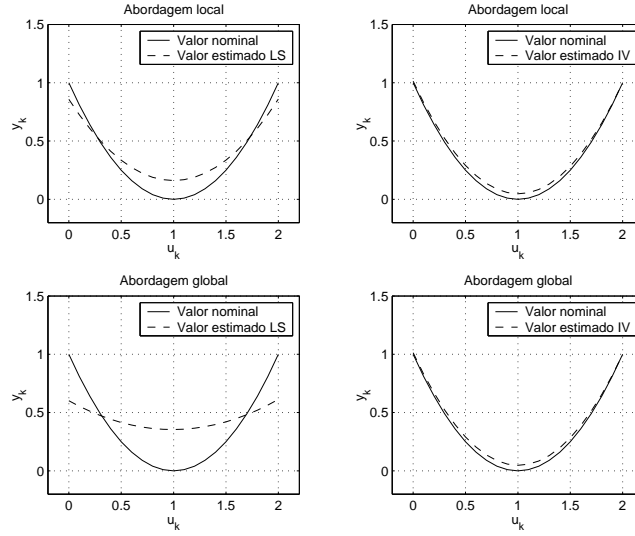 Abordagem local
Valor nominal
Valor estimado LS
1.5
1
0.5
0
y_k
0 0.5 1 1.5 2
u_k
Abordagem local
Valor nominal
Valor estimado IV
1.5
1
0.5
0
y_k
0 0.5 1 1.5 2
u_k
Abordagem global
Valor nominal
Valor estimado LS
1.5
1
0.5
0
y_k
0 0.5 1 1.5 2
u_k
Abordagem global
Valor nominal
Valor estimado IV
1.5
1
0.5
0
y_k
0 0.5 1 1.5 2
u_k